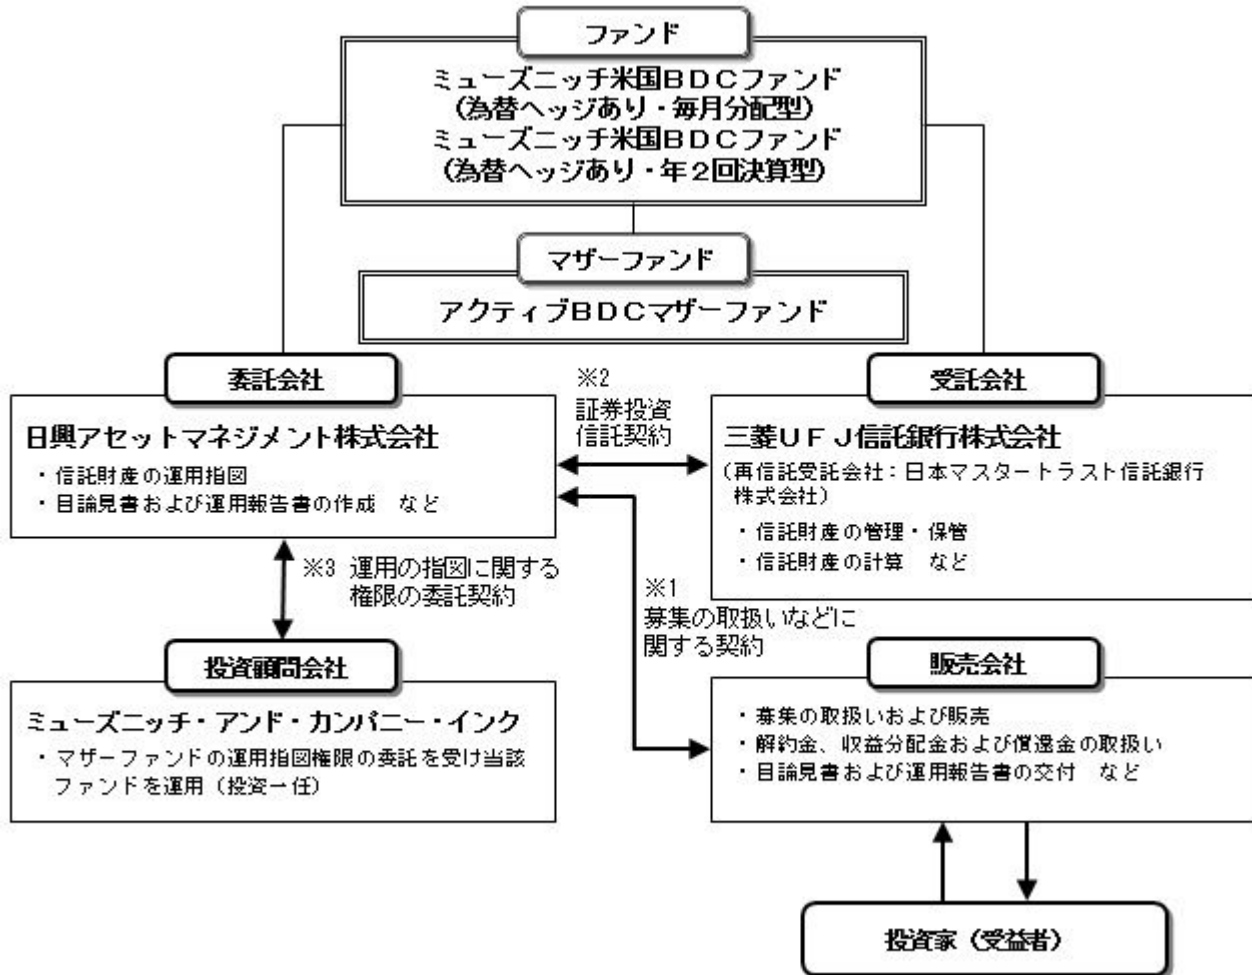 ファンド
ミューズニッチ米国BDCファンド
(為替ヘッジあり・毎月分配型)
ミューズニッチ米国BDCファンド
(為替ヘッジあり・年2回決算型)
マザーファンド
アクティブBDCマザーファンド
委託会社
日興アセットマネジメント株式会社
・信託財産の運用指図
・目論見書および運用報告書の作成 など
※2
証券投資
信託契約
受託会社
三菱UFJ信託銀行株式会社
(再信託受託会社:日本マスタートラスト信託銀行
株式会社)
・信託財産の管理・保管
・信託財産の計算 など
※3 運用の指図に関する
権限の委託契約
※1
募集の取扱いなどに
関する契約
投資顧問会社
ミューズニッチ・アンド・カンパニー・インク
・マザーファンドの運用指図権限の委託を受け当該
ファンドを運用(投資一任)
販売会社
・募集の取扱いおよび販売
・解約金、収益分配金および償還金の取扱い
・目論見書および運用報告書の交付 など
投資家(受益者)